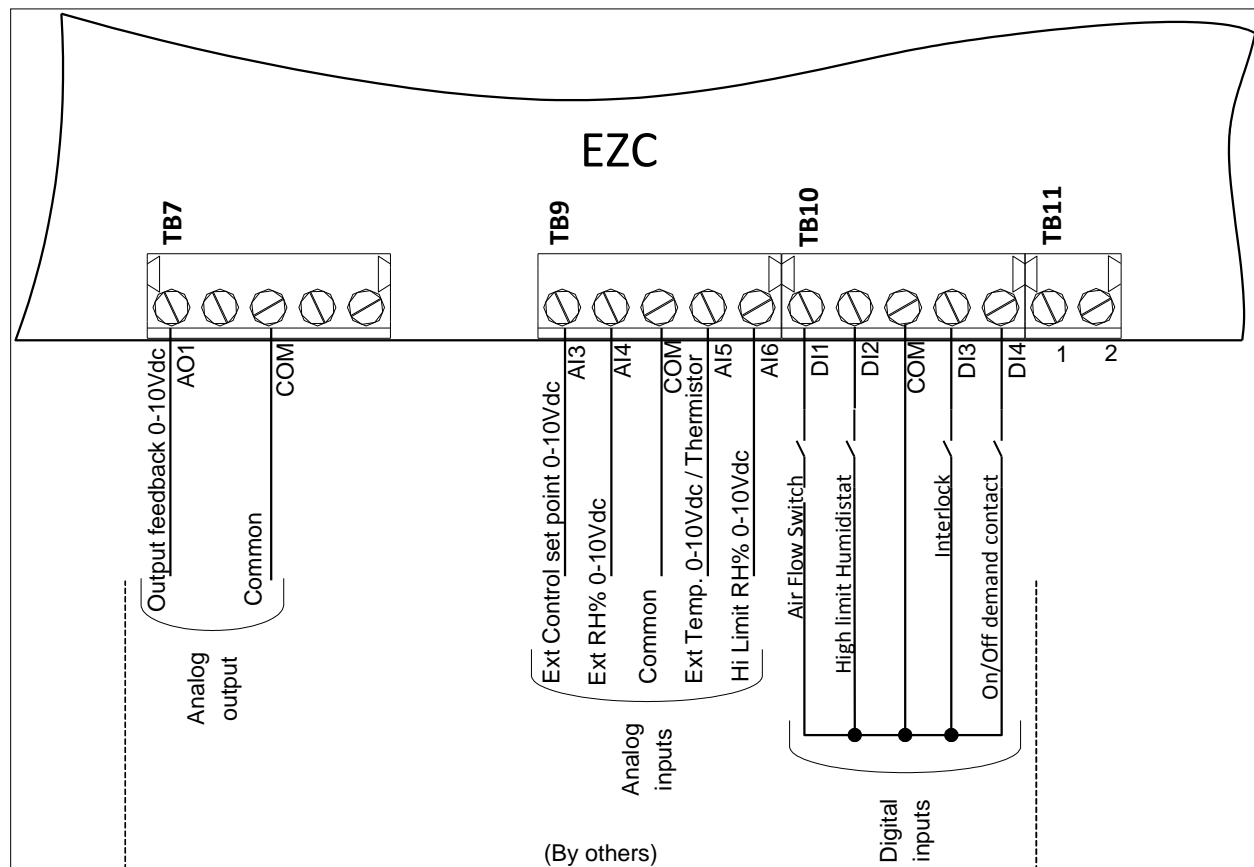 EZC
TB7
TB9
TB10
TB11
AO1
COM
AI3
AI4
COM
AI5
AI6
DI1
DI2
COM
DI3
DI4
1
2
Output feedback 0-10Vdc
Common
Ext Control set point 0-10Vdc
Ext RH% 0-10Vdc
Common
Ext Temp. 0-10Vdc / Thermistor
Hi Limit RH% 0-10Vdc
Air Flow Switch
High limit Humidistat
Interlock
On/Off demand contact
Analog
output
Analog
inputs
Digital
inputs
(By others)